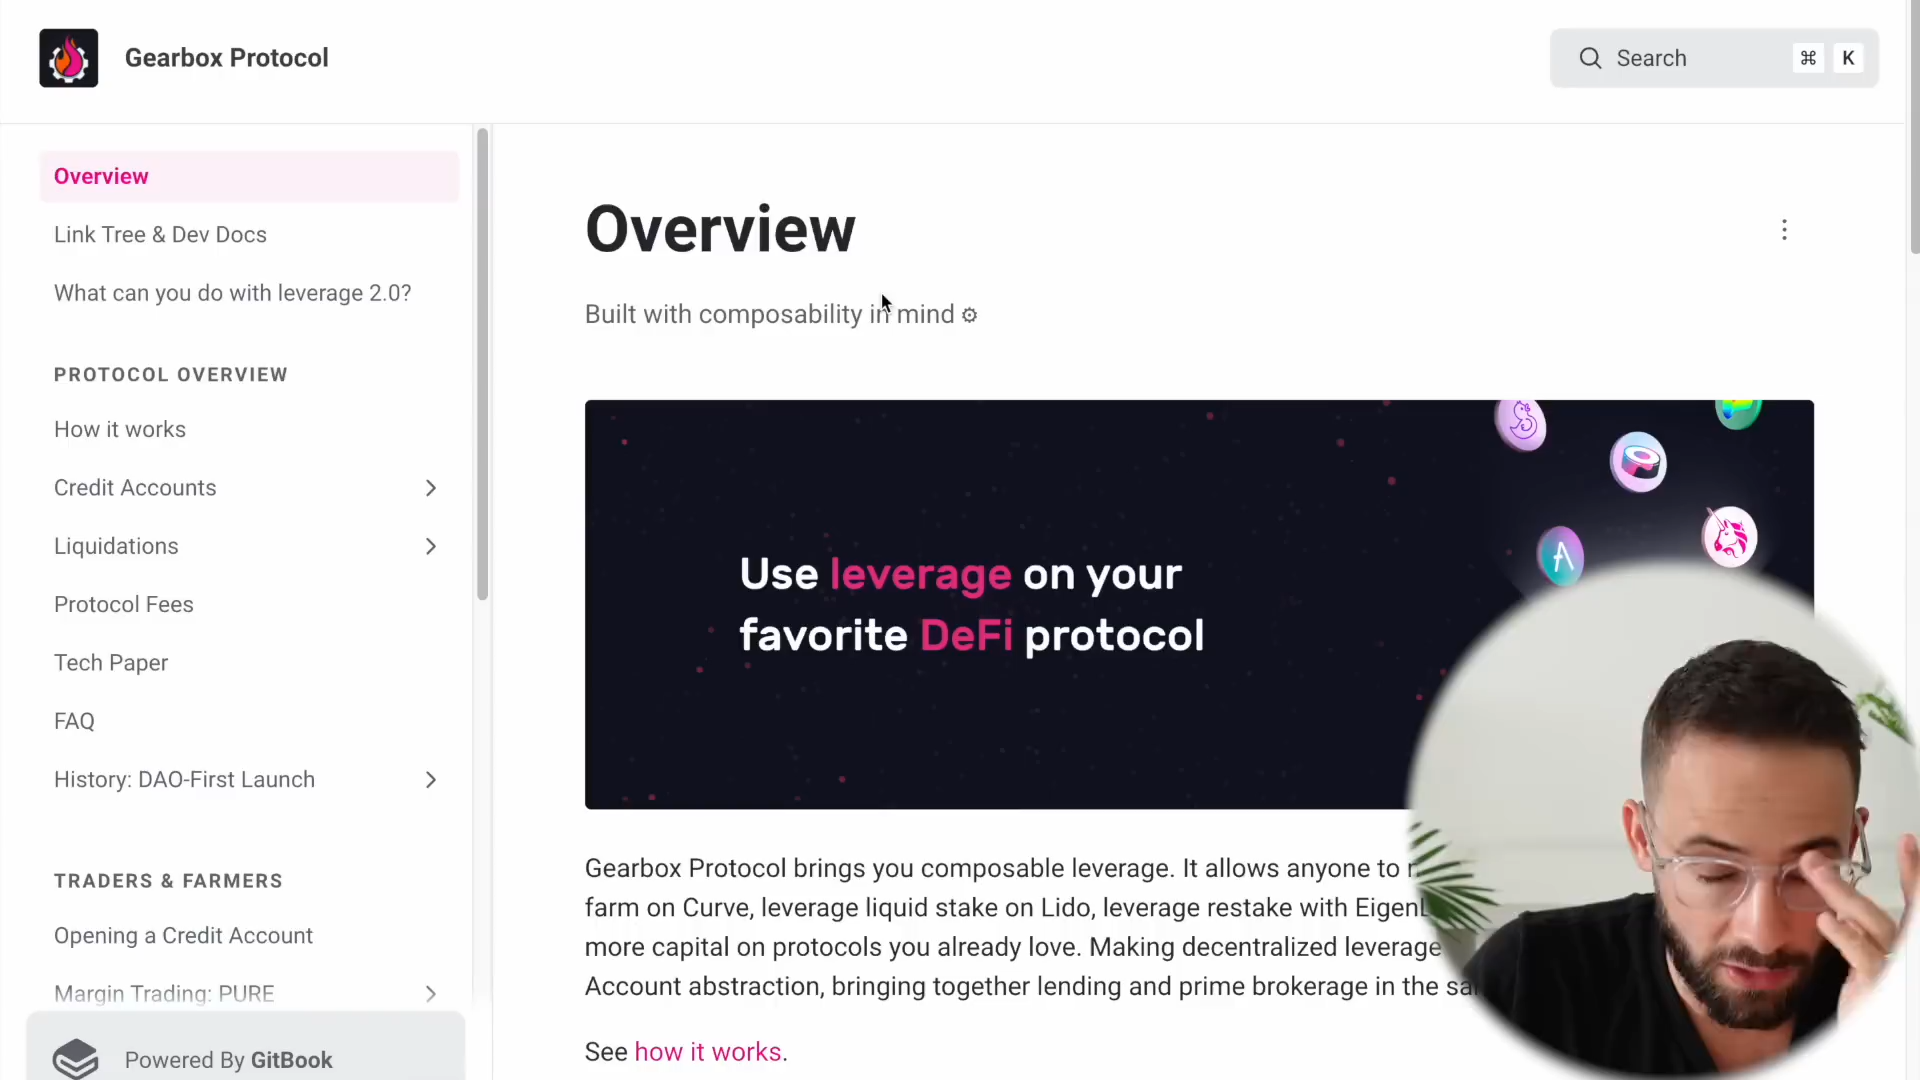 Gearbox Protocol
Search
⌘ K
Overview
Link Tree & Dev Docs
What can you do with leverage 2.0?
PROTOCOL OVERVIEW
How it works
Credit Accounts
Liquidations
Protocol Fees
Tech Paper
FAQ
History: DAO-First Launch
TRADERS & FARMERS
Opening a Credit Account
Margin Trading: PURE
Powered By GitBook
Overview
Built with composability in mind
Use leverage on your
favorite DeFi protocol
Gearbox Protocol brings you composable leverage. It allows anyone to
farm on Curve, leverage liquid stake on Lido, leverage restake with
more capital on protocols you already love. Making decentralized leverage
Account abstraction, bringing together lending and prime brokerage in the
See how it works.